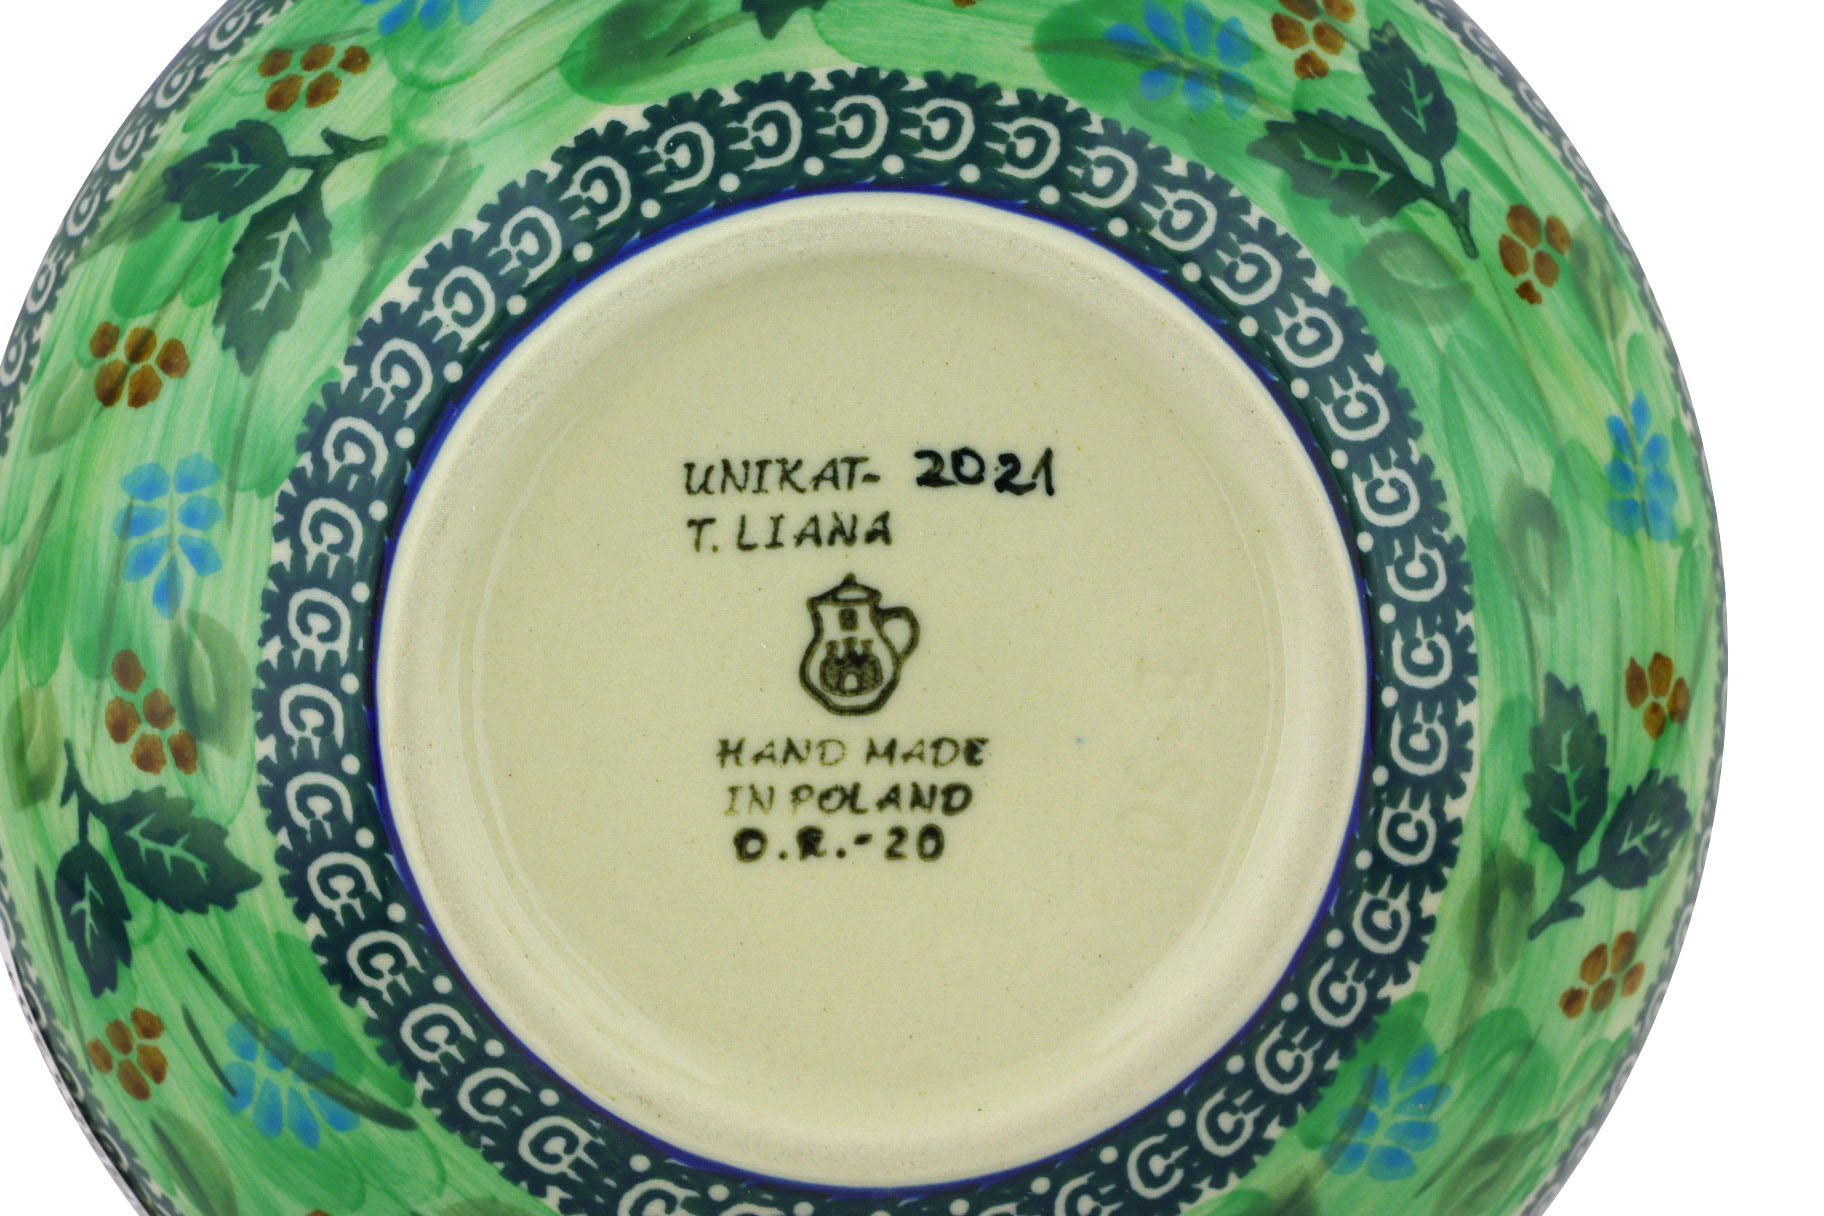 UNIKAT- 2021
T. LIANA
HAND MADE
IN POLAND
O.R.-20